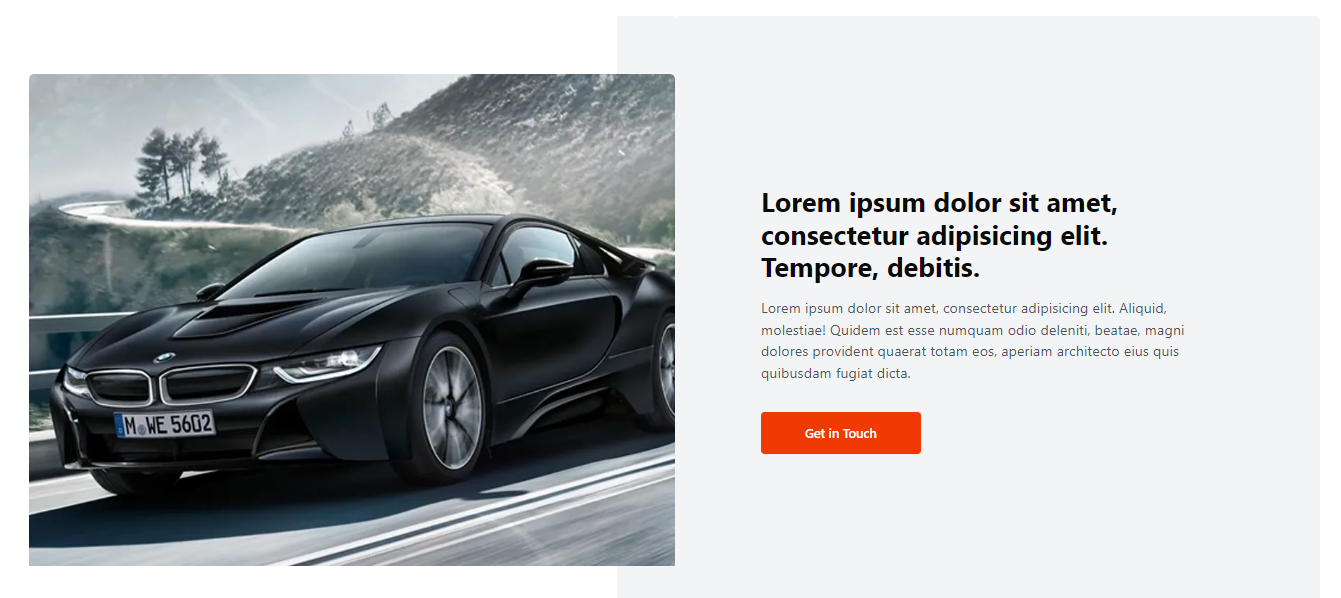 M WE 5602
Lorem ipsum dolor sit amet,
consectetur adipisicing elit.
Tempore, debitis.
Lorem ipsum dolor sit amet, consectetur adipisicing elit. Aliquid,
molestiae! Quidem est esse numquam odio deleniti, beatae, magni
dolores provident quaerat totam eos, aperiam architecto eius quis
quibusdam fugiat dicta.
Get in Touch